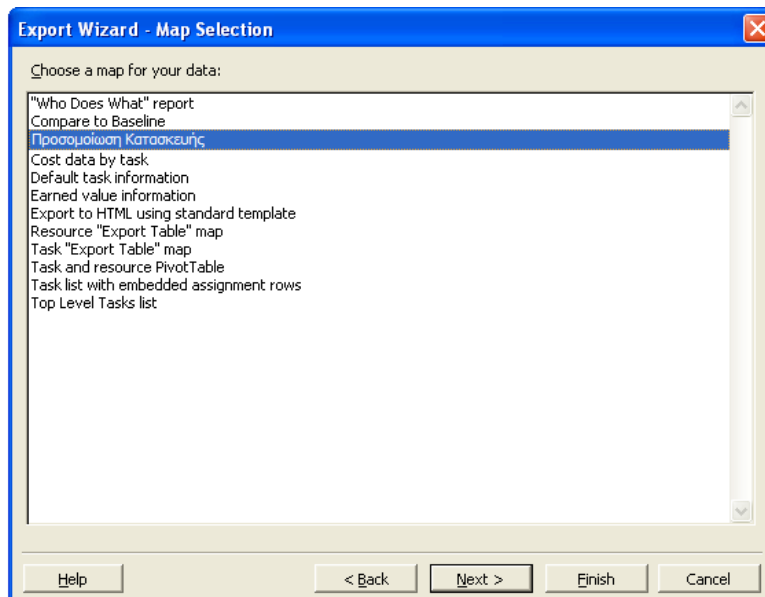 Export Wizard - Map Selection
Choose a map for your data:
"Who Does What" report
Compare to Baseline
Προσομοίωση Κατασκευής
Cost data by task
Default task information
Earned value information
Export to HTML using standard template
Resource "Export Table" map
Task "Export Table" map
Task and resource PivotTable
Task list with embedded assignment rows
Top Level Tasks list
Help < Back Next > Finish Cancel